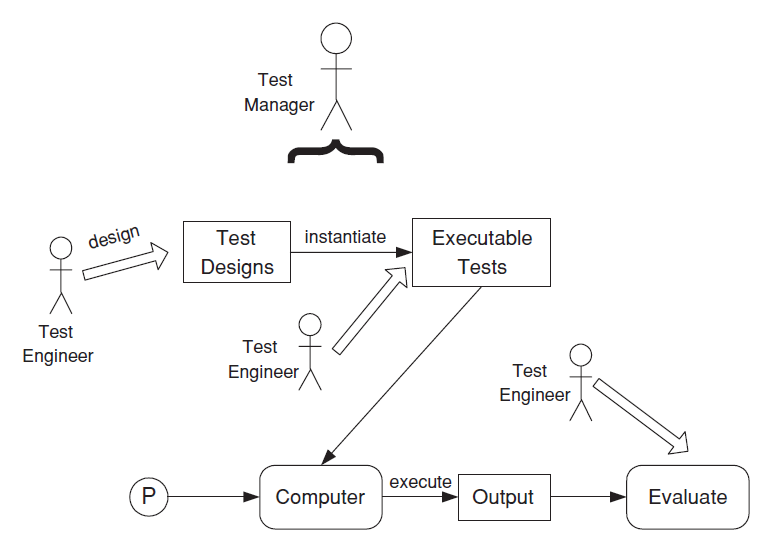 Test
Manager
design
Test
Designs
instantiate
Executable
Tests
Test
Engineer
Test
Engineer
Test
Engineer
P
Computer
execute
Output
Evaluate